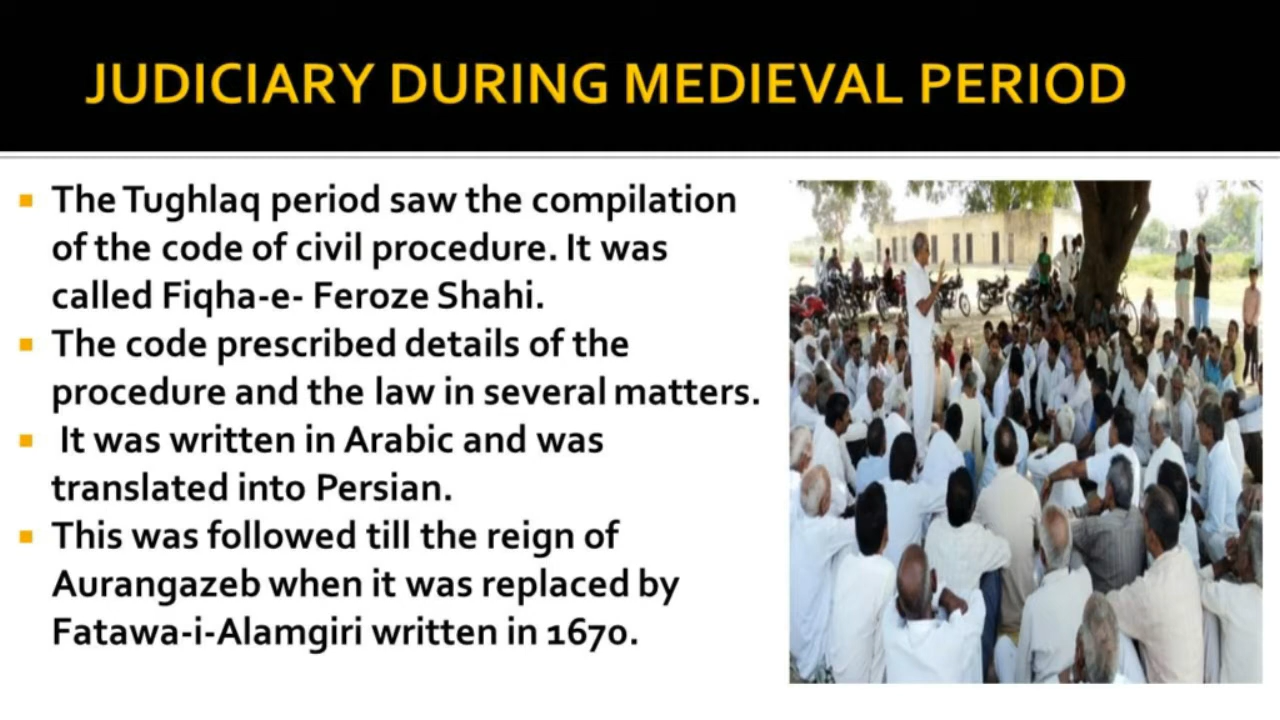 JUDICIARY DURING MEDIEVAL PERIOD
The Tughlaq period saw the compilation
of the code of civil procedure. It was
called Fiqha-e- Feroze Shahi.
The code prescribed details of the
procedure and the law in several matters.
It was written in Arabic and was
translated into Persian.
This was followed till the reign of
Aurangazeb when it was replaced by
Fatawa-i-Alamgiri written in 1670.